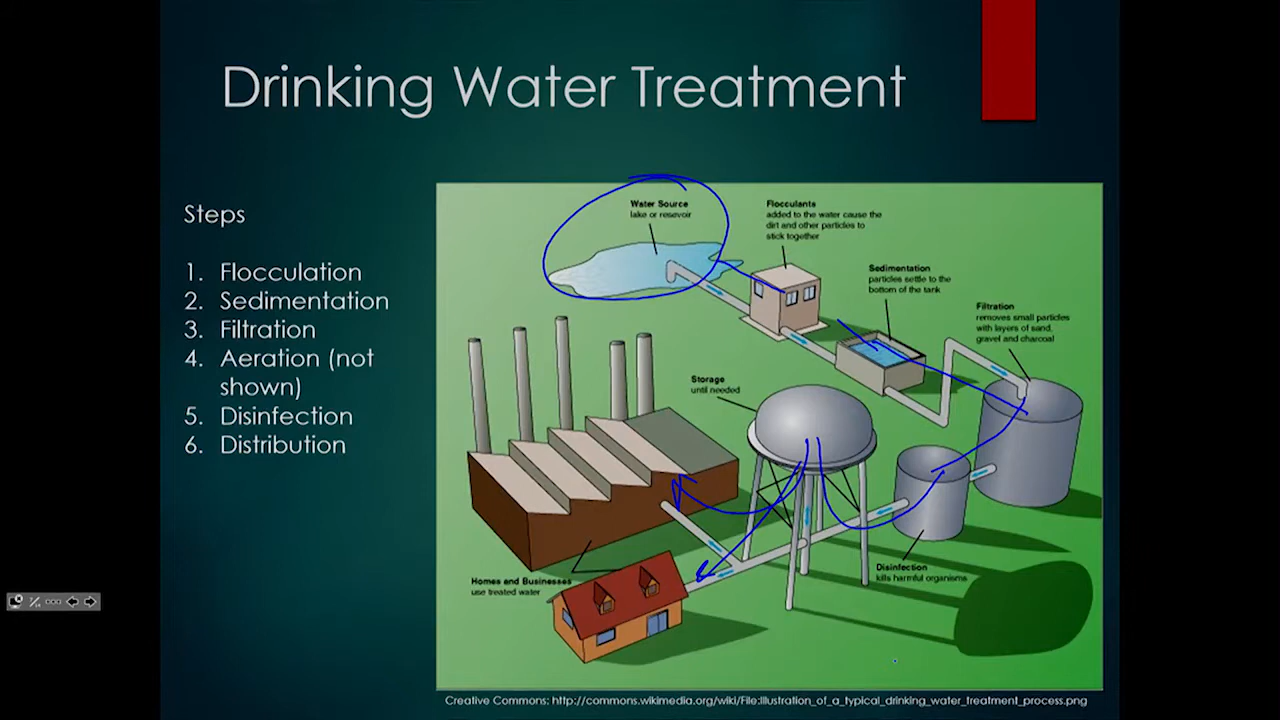 Drinking Water Treatment
Steps
1. Flocculation
2. Sedimentation
3. Filtration
4. Aeration (not
shown)
5. Disinfection
6. Distribution
Water Source
lake or resevoir
Flocculants
added to the water cause the
dirt and other particles to
stick together
Sedimentation
particles settle to the
bottom of the tank
Filtration
removes small particles
with layers of sand,
gravel and charcoal
Storage
until needed
Disinfection
kills harmful organisms
Homes and Businesses
use treated water
Creative Commons: http://commons.wikimedia.org/wiki/File:Illustration_of_a_typical_drinking_water_treatment_process.png